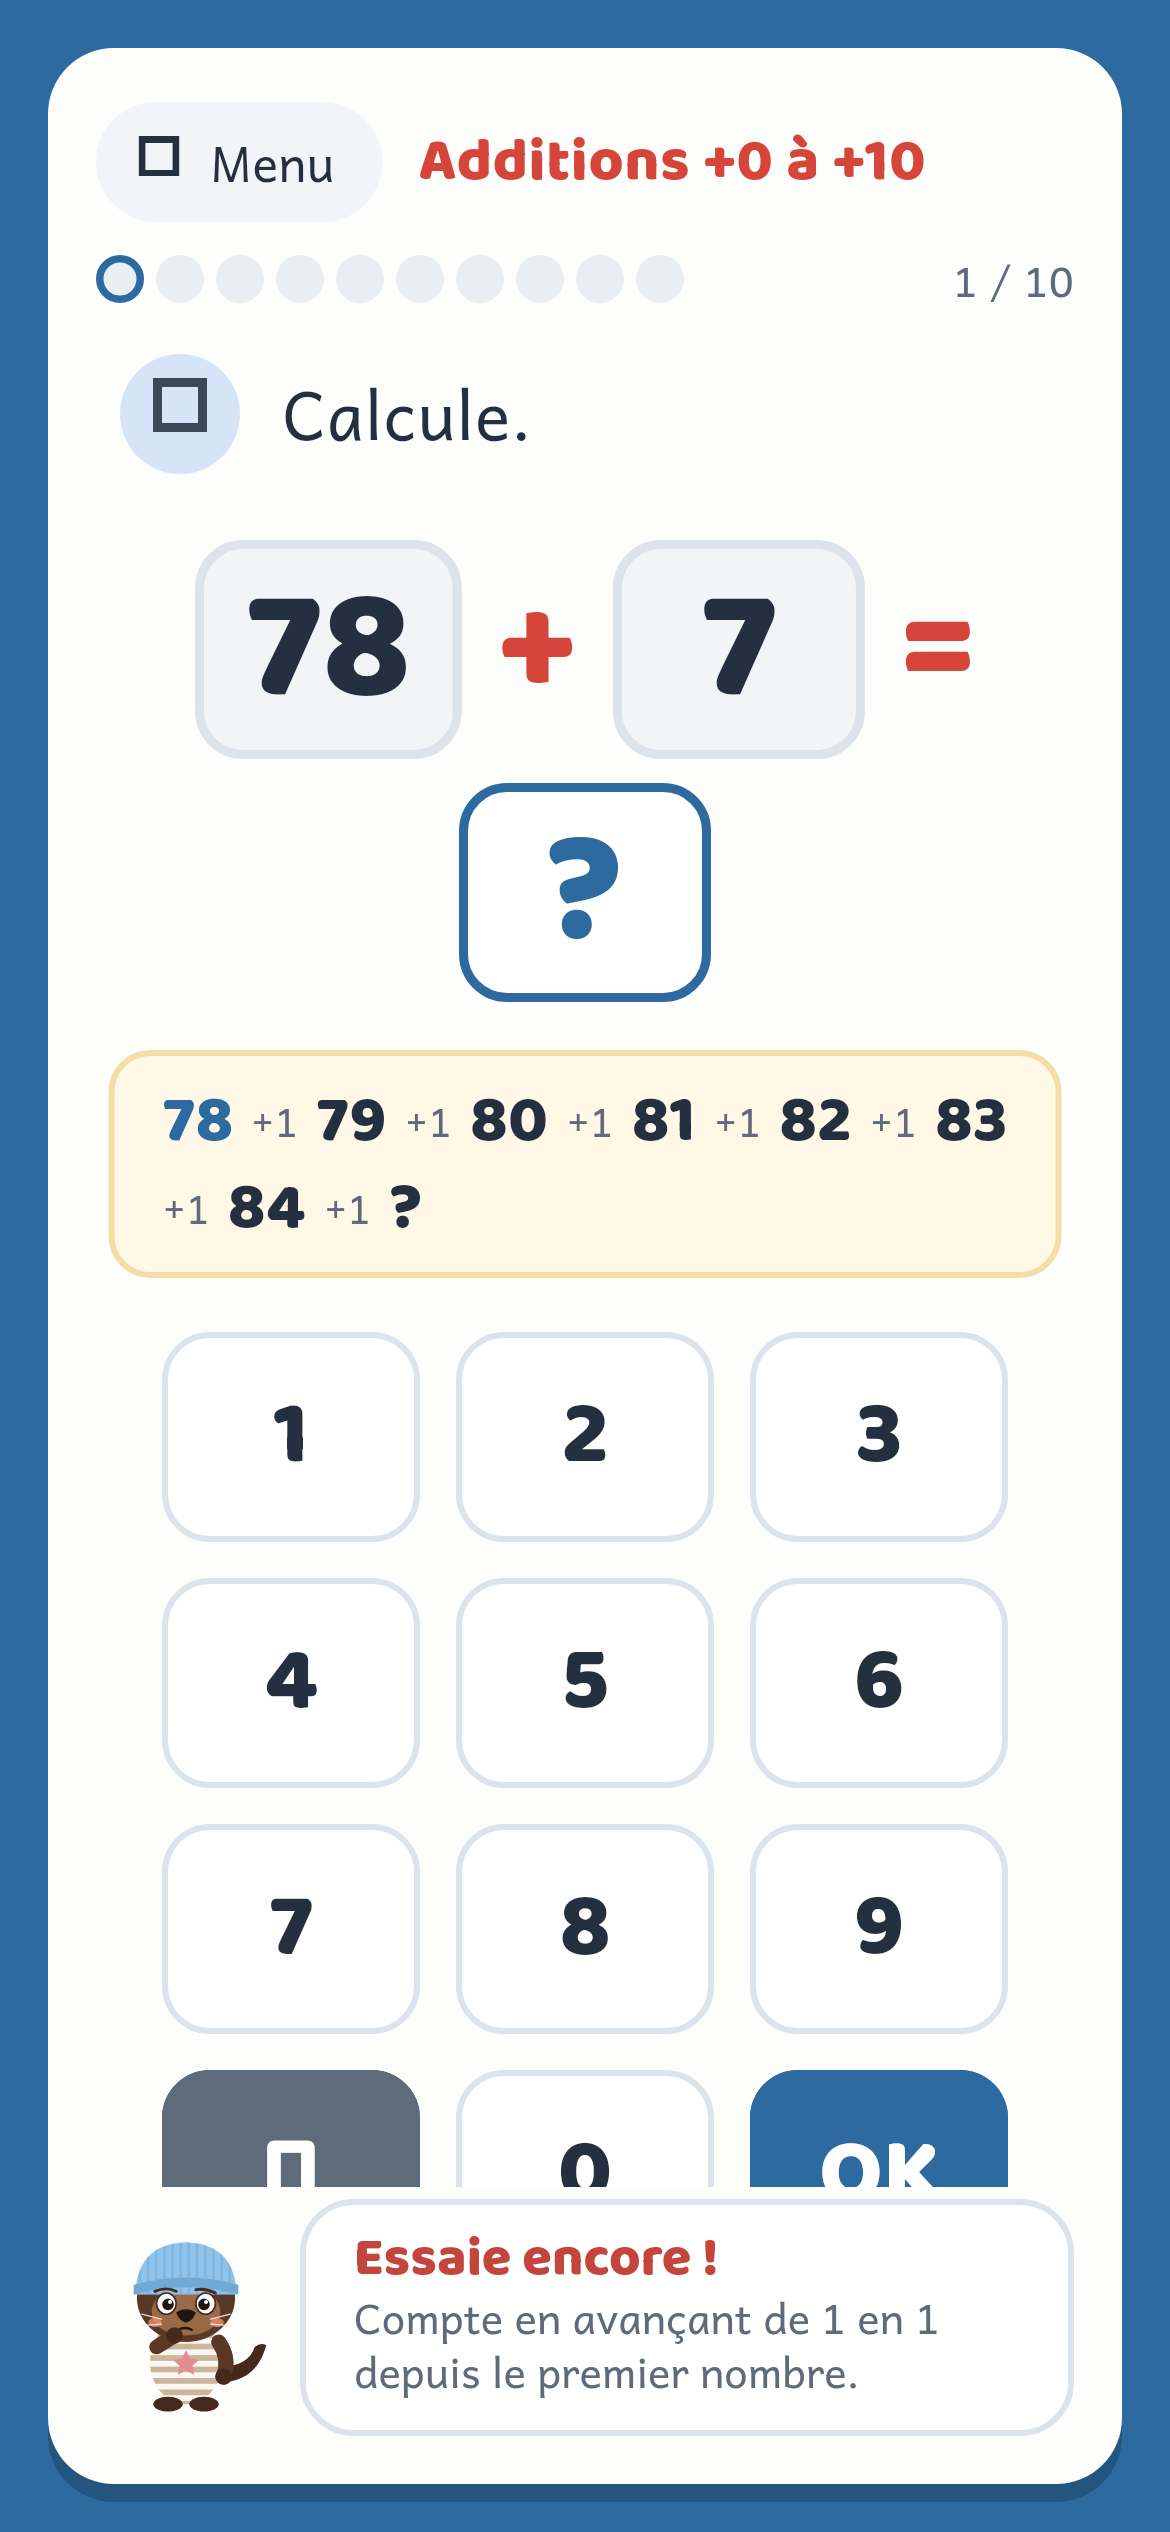 Menu
Additions +0 à +10
1 / 10
Calcule.
78 + 7 =
?
78 +1 79 +1 80 +1 81 +1 82 +1 83
+1 84 +1 ?
1 2 3
4 5 6
7 8 9
0 OK
Essaie encore !
Compte en avançant de 1 en 1
depuis le premier nombre.